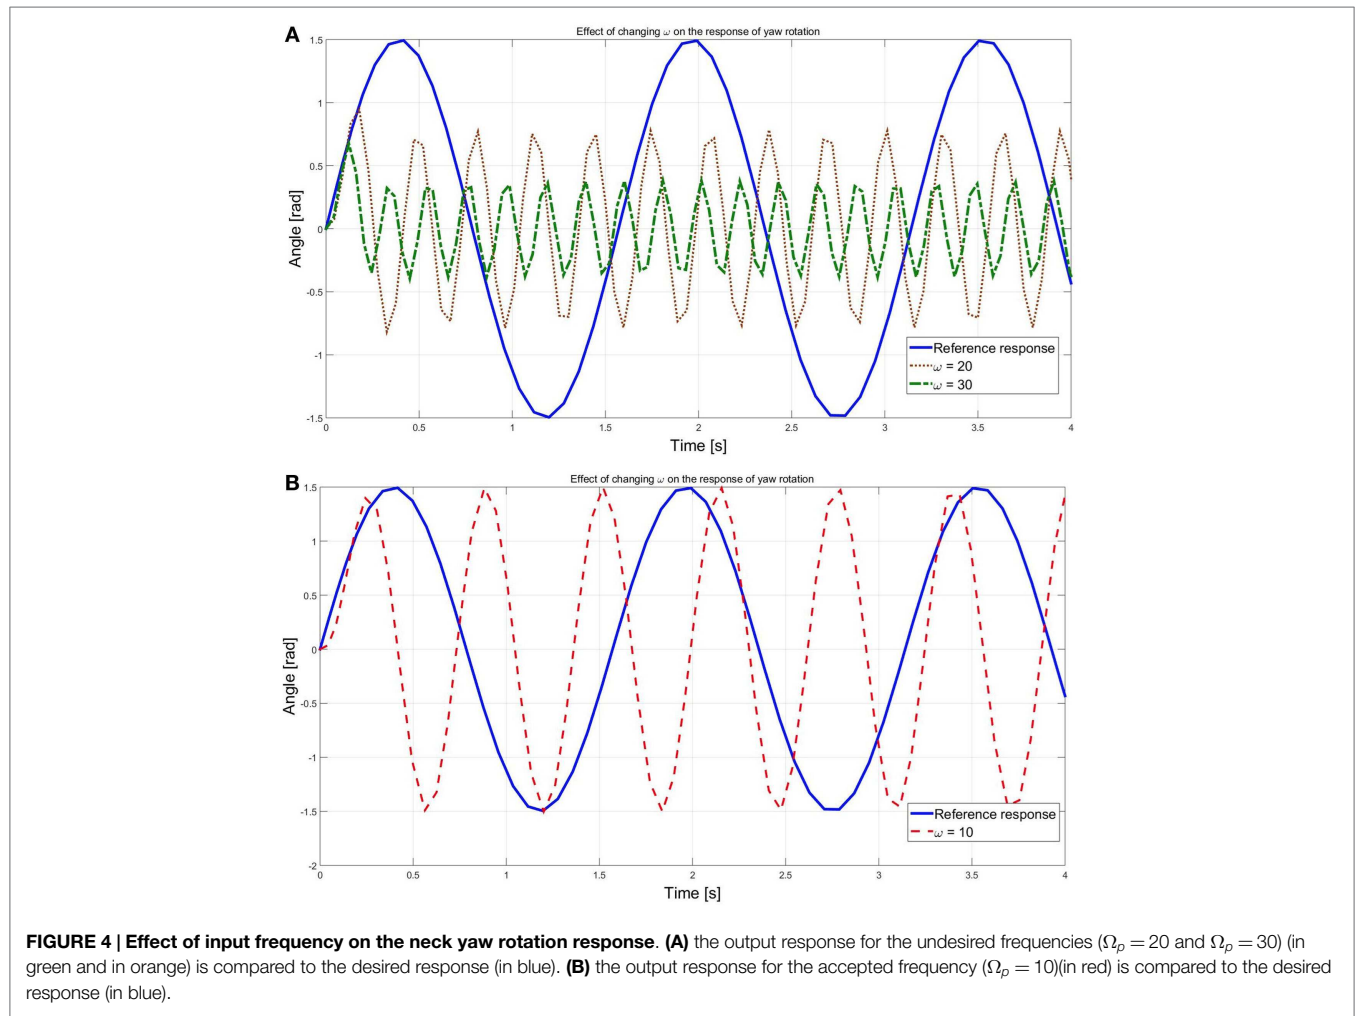 A
Effect of changing ω on the response of yaw rotation
1.5
1
0.5
0
-0.5
-1
-1.5
Angle [rad]
Reference response
ω = 20
ω = 30
0 0.5 1 1.5 2 2.5 3 3.5 4
Time [s]
B
Effect of changing ω on the response of yaw rotation
1.5
1
0.5
0
-0.5
-1
-1.5
-2
Angle [rad]
Reference response
ω = 10
0 0.5 1 1.5 2 2.5 3 3.5 4
Time [s]
FIGURE 4 | Effect of input frequency on the neck yaw rotation response. (A) the output response for the undesired frequencies (Ωp = 20 and Ωp = 30) (in
green and in orange) is compared to the desired response (in blue). (B) the output response for the accepted frequency (Ωp = 10)(in red) is compared to the desired
response (in blue).